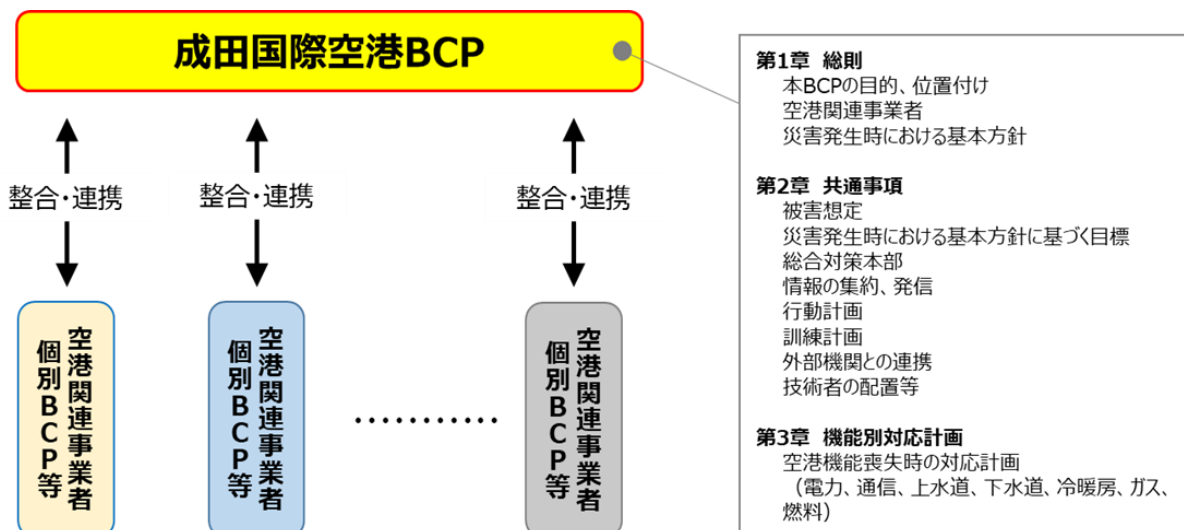 成田国際空港BCP
整合・連携
整合・連携
整合・連携
空港関連事業者
個別BCP等
空港関連事業者
個別BCP等
…………
空港関連事業者
個別BCP等
第1章 総則
本BCPの目的、位置付け
空港関連事業者
災害発生時における基本方針
第2章 共通事項
被害想定
災害発生時における基本方針に基づく目標
総合対策本部
情報の集約、発信
行動計画
訓練計画
外部機関との連携
技術者の配置等
第3章 機能別対応計画
空港機能喪失時の対応計画
（電力、通信、上水道、下水道、冷暖房、ガス、
燃料）